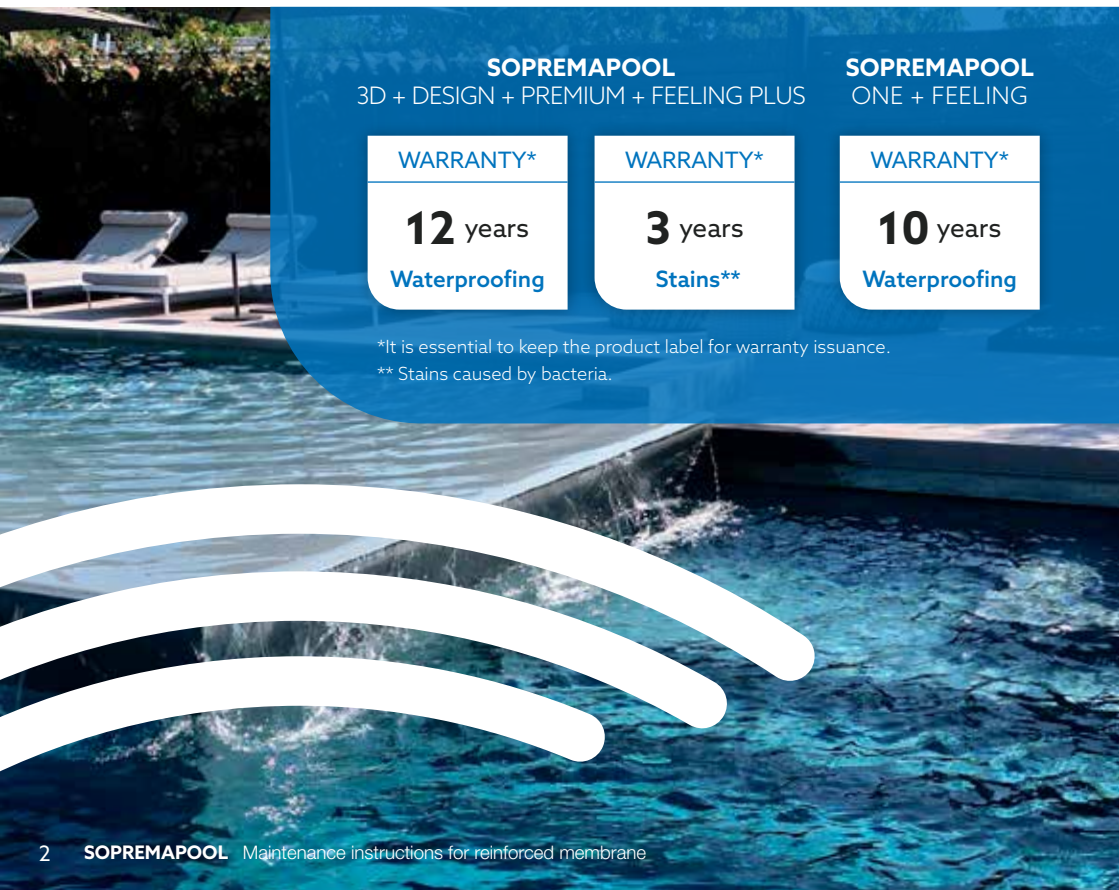 SOPREMAPOOL
3D + DESIGN + PREMIUM + FEELING PLUS
WARRANTY*
12 years
Waterproofing
WARRANTY*
3 years
Stains**
SOPREMAPOOL
ONE + FEELING
WARRANTY*
10 years
Waterproofing
*It is essential to keep the product label for warranty issuance.
** Stains caused by bacteria.
2 SOPREMAPOOL Maintenance instructions for reinforced membrane